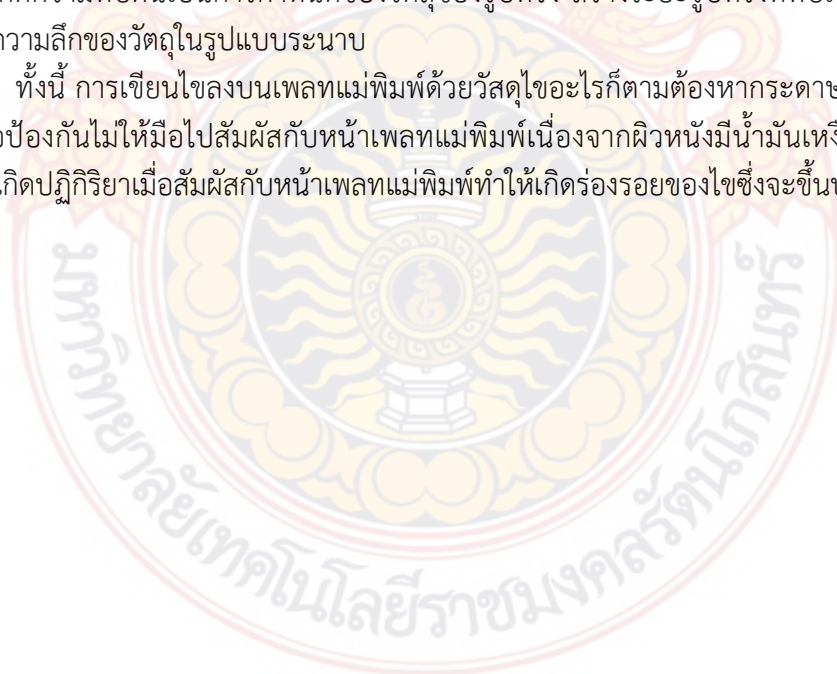 ความลึกของวัตถุในรูปแบบระนาบ
ทั้งนี้ การเขียนไขลงบนเพลทแม่พิมพ์ด้วยวัสดุไขอะไรก็ตามต้องหากระดาษ
ป้องกันไม่ให้มือไปสัมผัสกับหน้าเพลทแม่พิมพ์เนื่องจากผิวหนังมีน้ำมันเหงื่
เกิดปฏิกิริยาเมื่อสัมผัสกับหน้าเพลทแม่พิมพ์ทำให้เกิดร่องรอยของไขซึ่งจะขึ้น
มหาวิทยาลัยเทคโนโลยีราชมงคลรัตนโกสินทร์